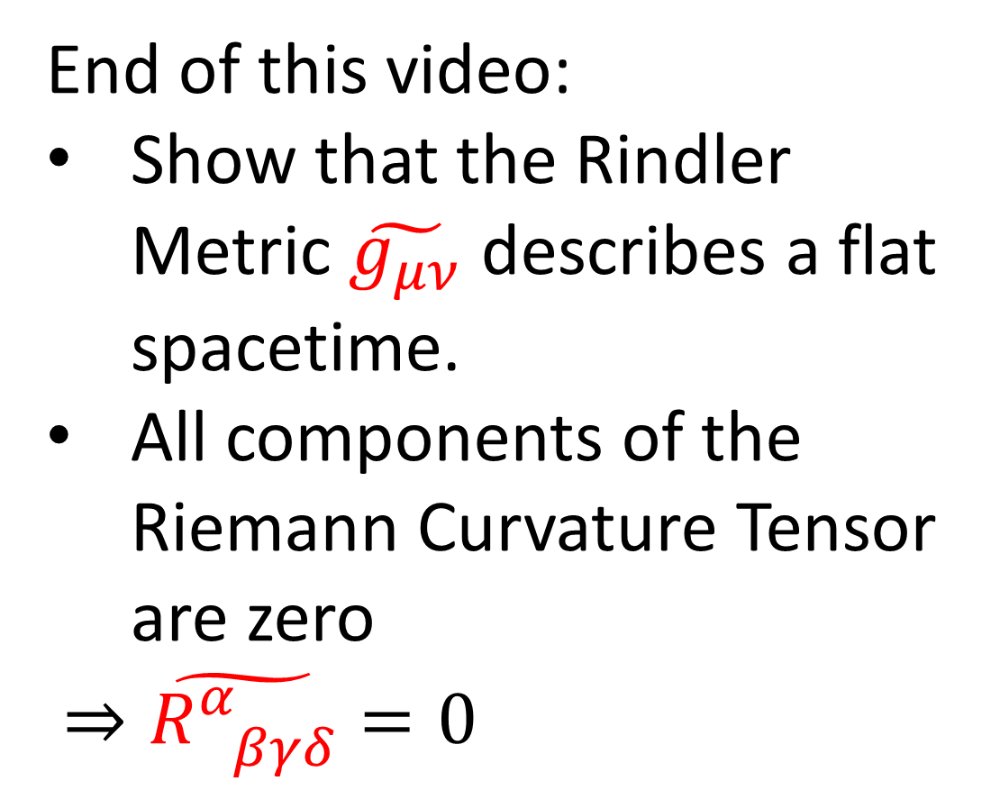 End of this video:
• Show that the Rindler
Metric $\widetilde{g_{\mu\nu}}$ describes a flat
spacetime.
• All components of the
Riemann Curvature Tensor
are zero
$\Rightarrow \widetilde{R^{\alpha}{}_{\beta\gamma\delta}} = 0$